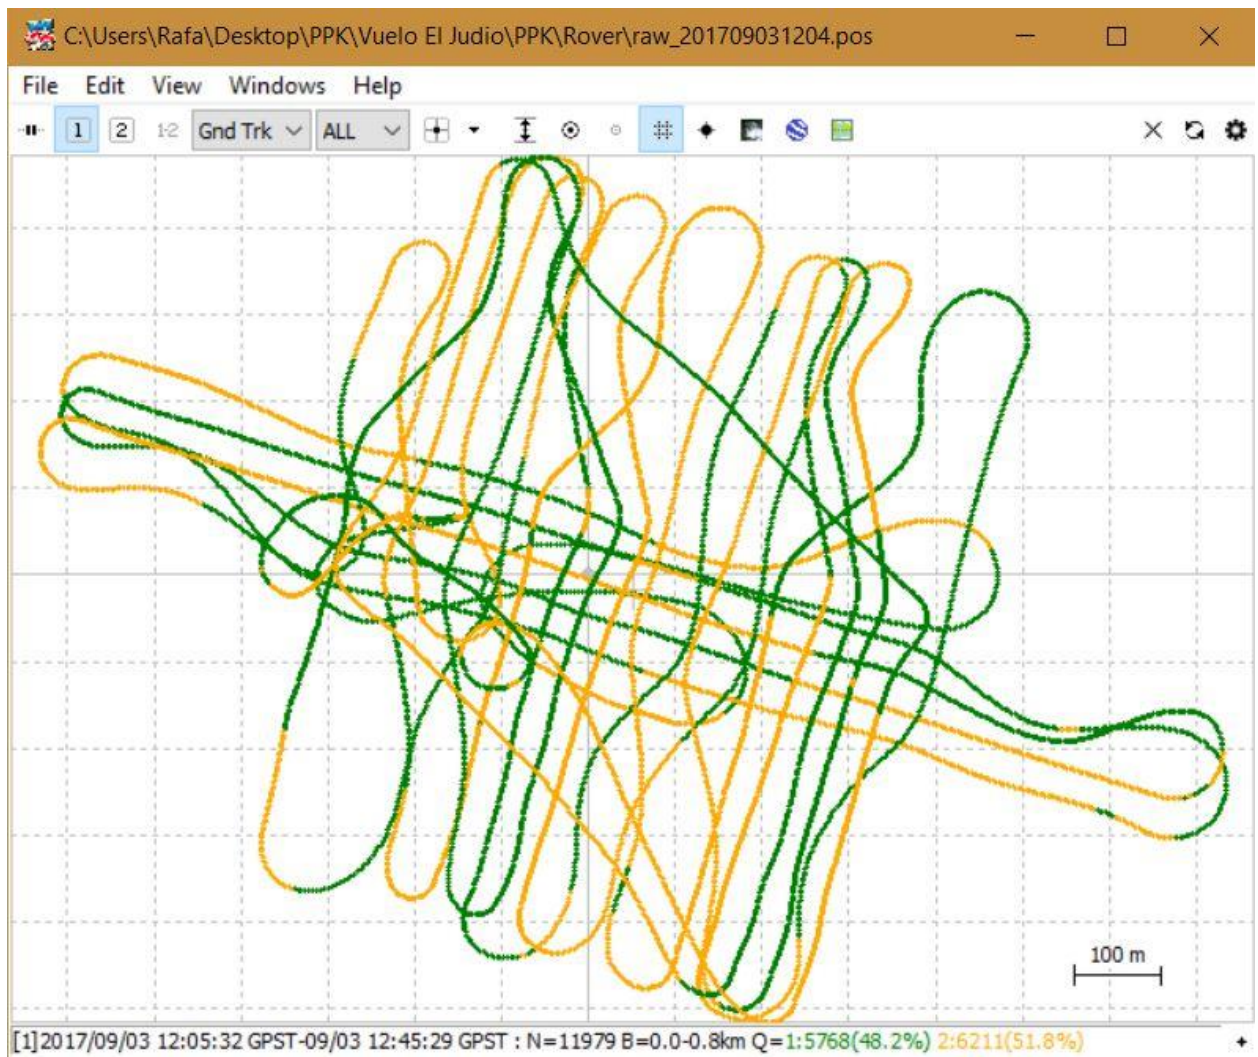 C:\Users\Rafa\Desktop\PPK\Vuelo El Judio\PPK\Rover\raw_201709031204.pos
File Edit View Windows Help
1 2 1-2 Gnd Trk ALL
100 m
[1]2017/09/03 12:05:32 GPST-09/03 12:45:29 GPST : N=11979 B=0.0-0.8km Q=1:5768(48.2%) 2:6211(51.8%)